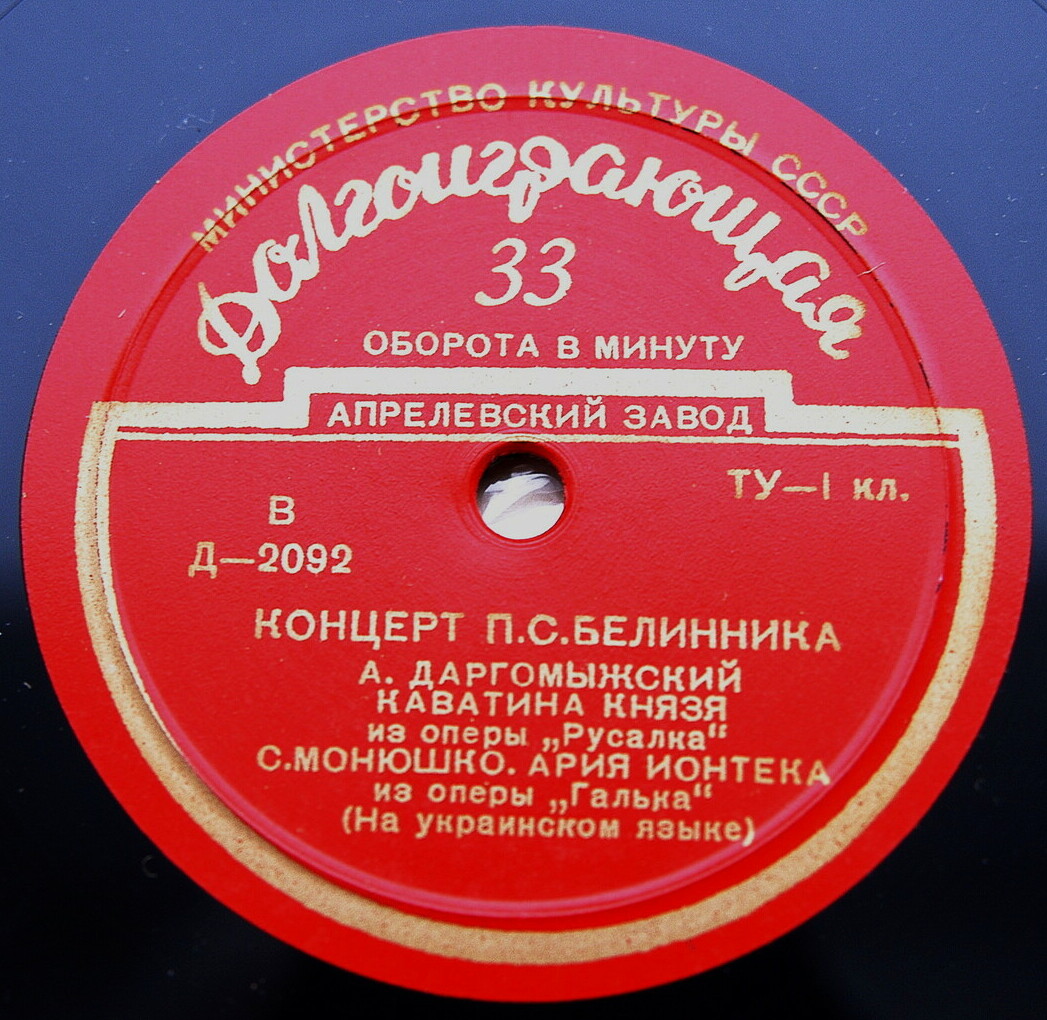 МИНИСТЕРСТВО КУЛЬТУРЫ СССР
Долгоиграющая
33
ОБОРОТА В МИНУТУ
АПРЕЛЕВСКИЙ ЗАВОД
ТУ—I кл.
В
Д—2092
КОНЦЕРТ П.С.БЕЛИННИКА
А. ДАРГОМЫЖСКИЙ
КАВАТИНА КНЯЗЯ
из оперы „Русалка“
С.МОНЮШКО. АРИЯ ИОНТЕКА
из оперы „Галька“
(На украинском языке)